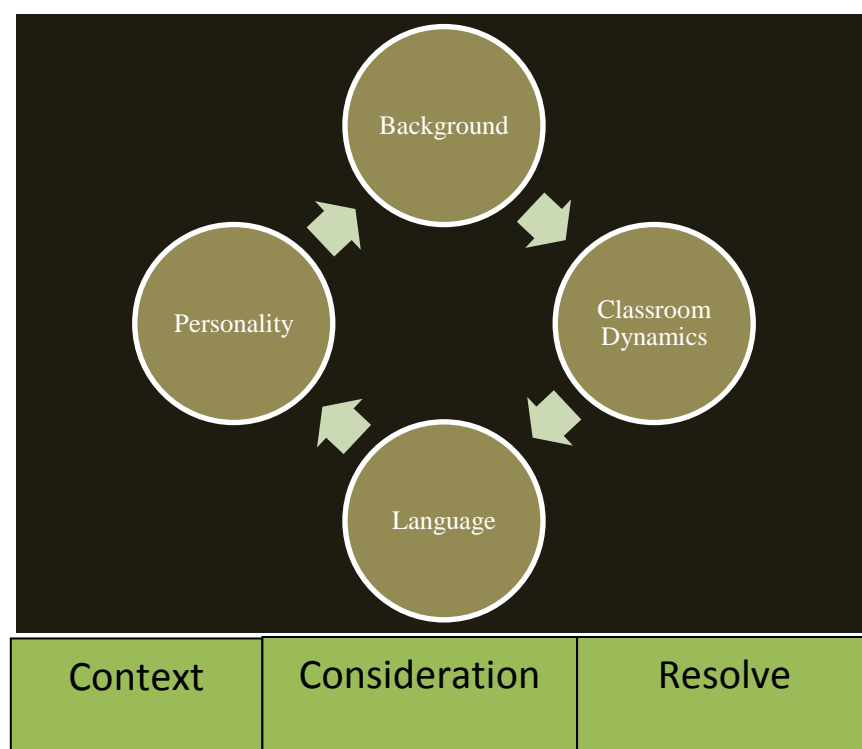 Background
Personality
Classroom
Dynamics
Language
Context
Consideration
Resolve